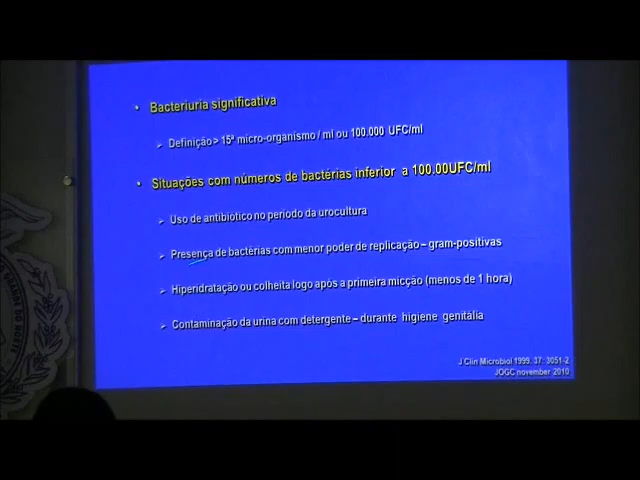 Bacteriuria significativa
Definição > 15ª micro-organismo / ml ou 100.000 UFC/ml
Situações com números de bactérias inferior a 100.00UFC/ml
Uso de antibiótico no periodo da urocultura
Presença de bactérias com menor poder de replicação – gram-positivas
Hiperidratação ou colheita logo após a primeira micção (menos de 1 hora)
Contaminação da urina com detergente – durante higiene genitália
J Clin Microbiol 1999, 37: 3051-2
JOGC november 2010